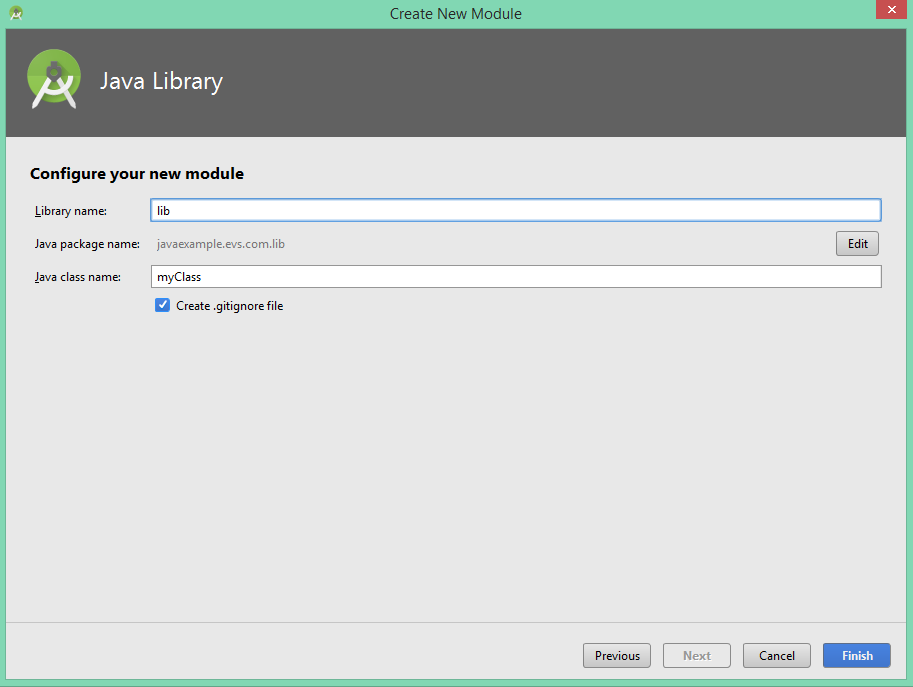 Create New Module
Java Library
Configure your new module
Library name: lib
Java package name: javaexample.evs.com.lib Edit
Java class name: myClass
Create .gitignore file
Previous Next Cancel Finish